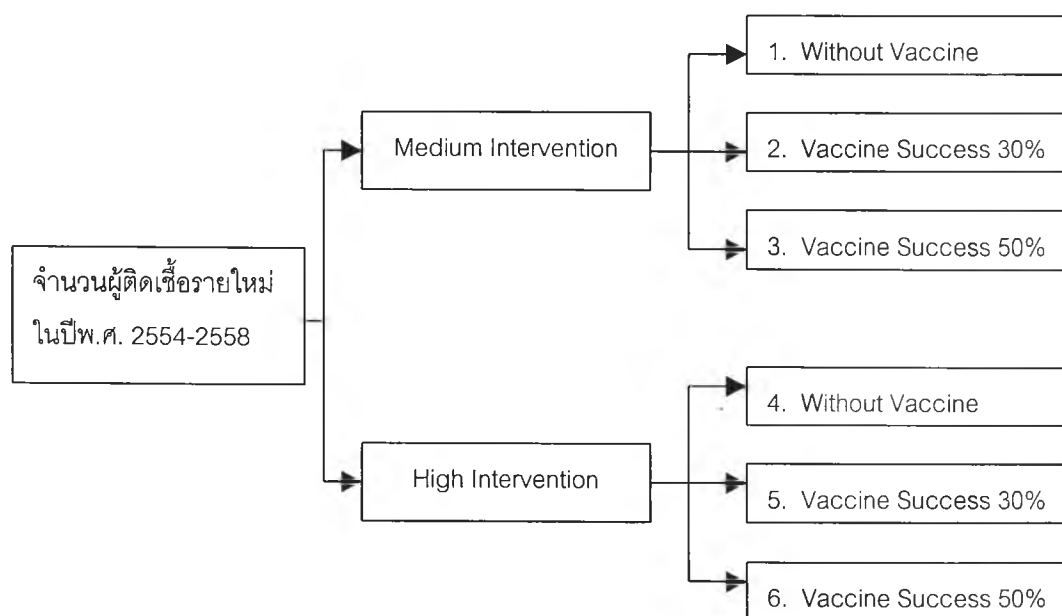 1. Without Vaccine
Medium Intervention
2. Vaccine Success 30%
3. Vaccine Success 50%
จำนวนผู้ติดเชื้อรายใหม่
ในปีพ.ศ. 2554-2558
4. Without Vaccine
High Intervention
5. Vaccine Success 30%
6. Vaccine Success 50%